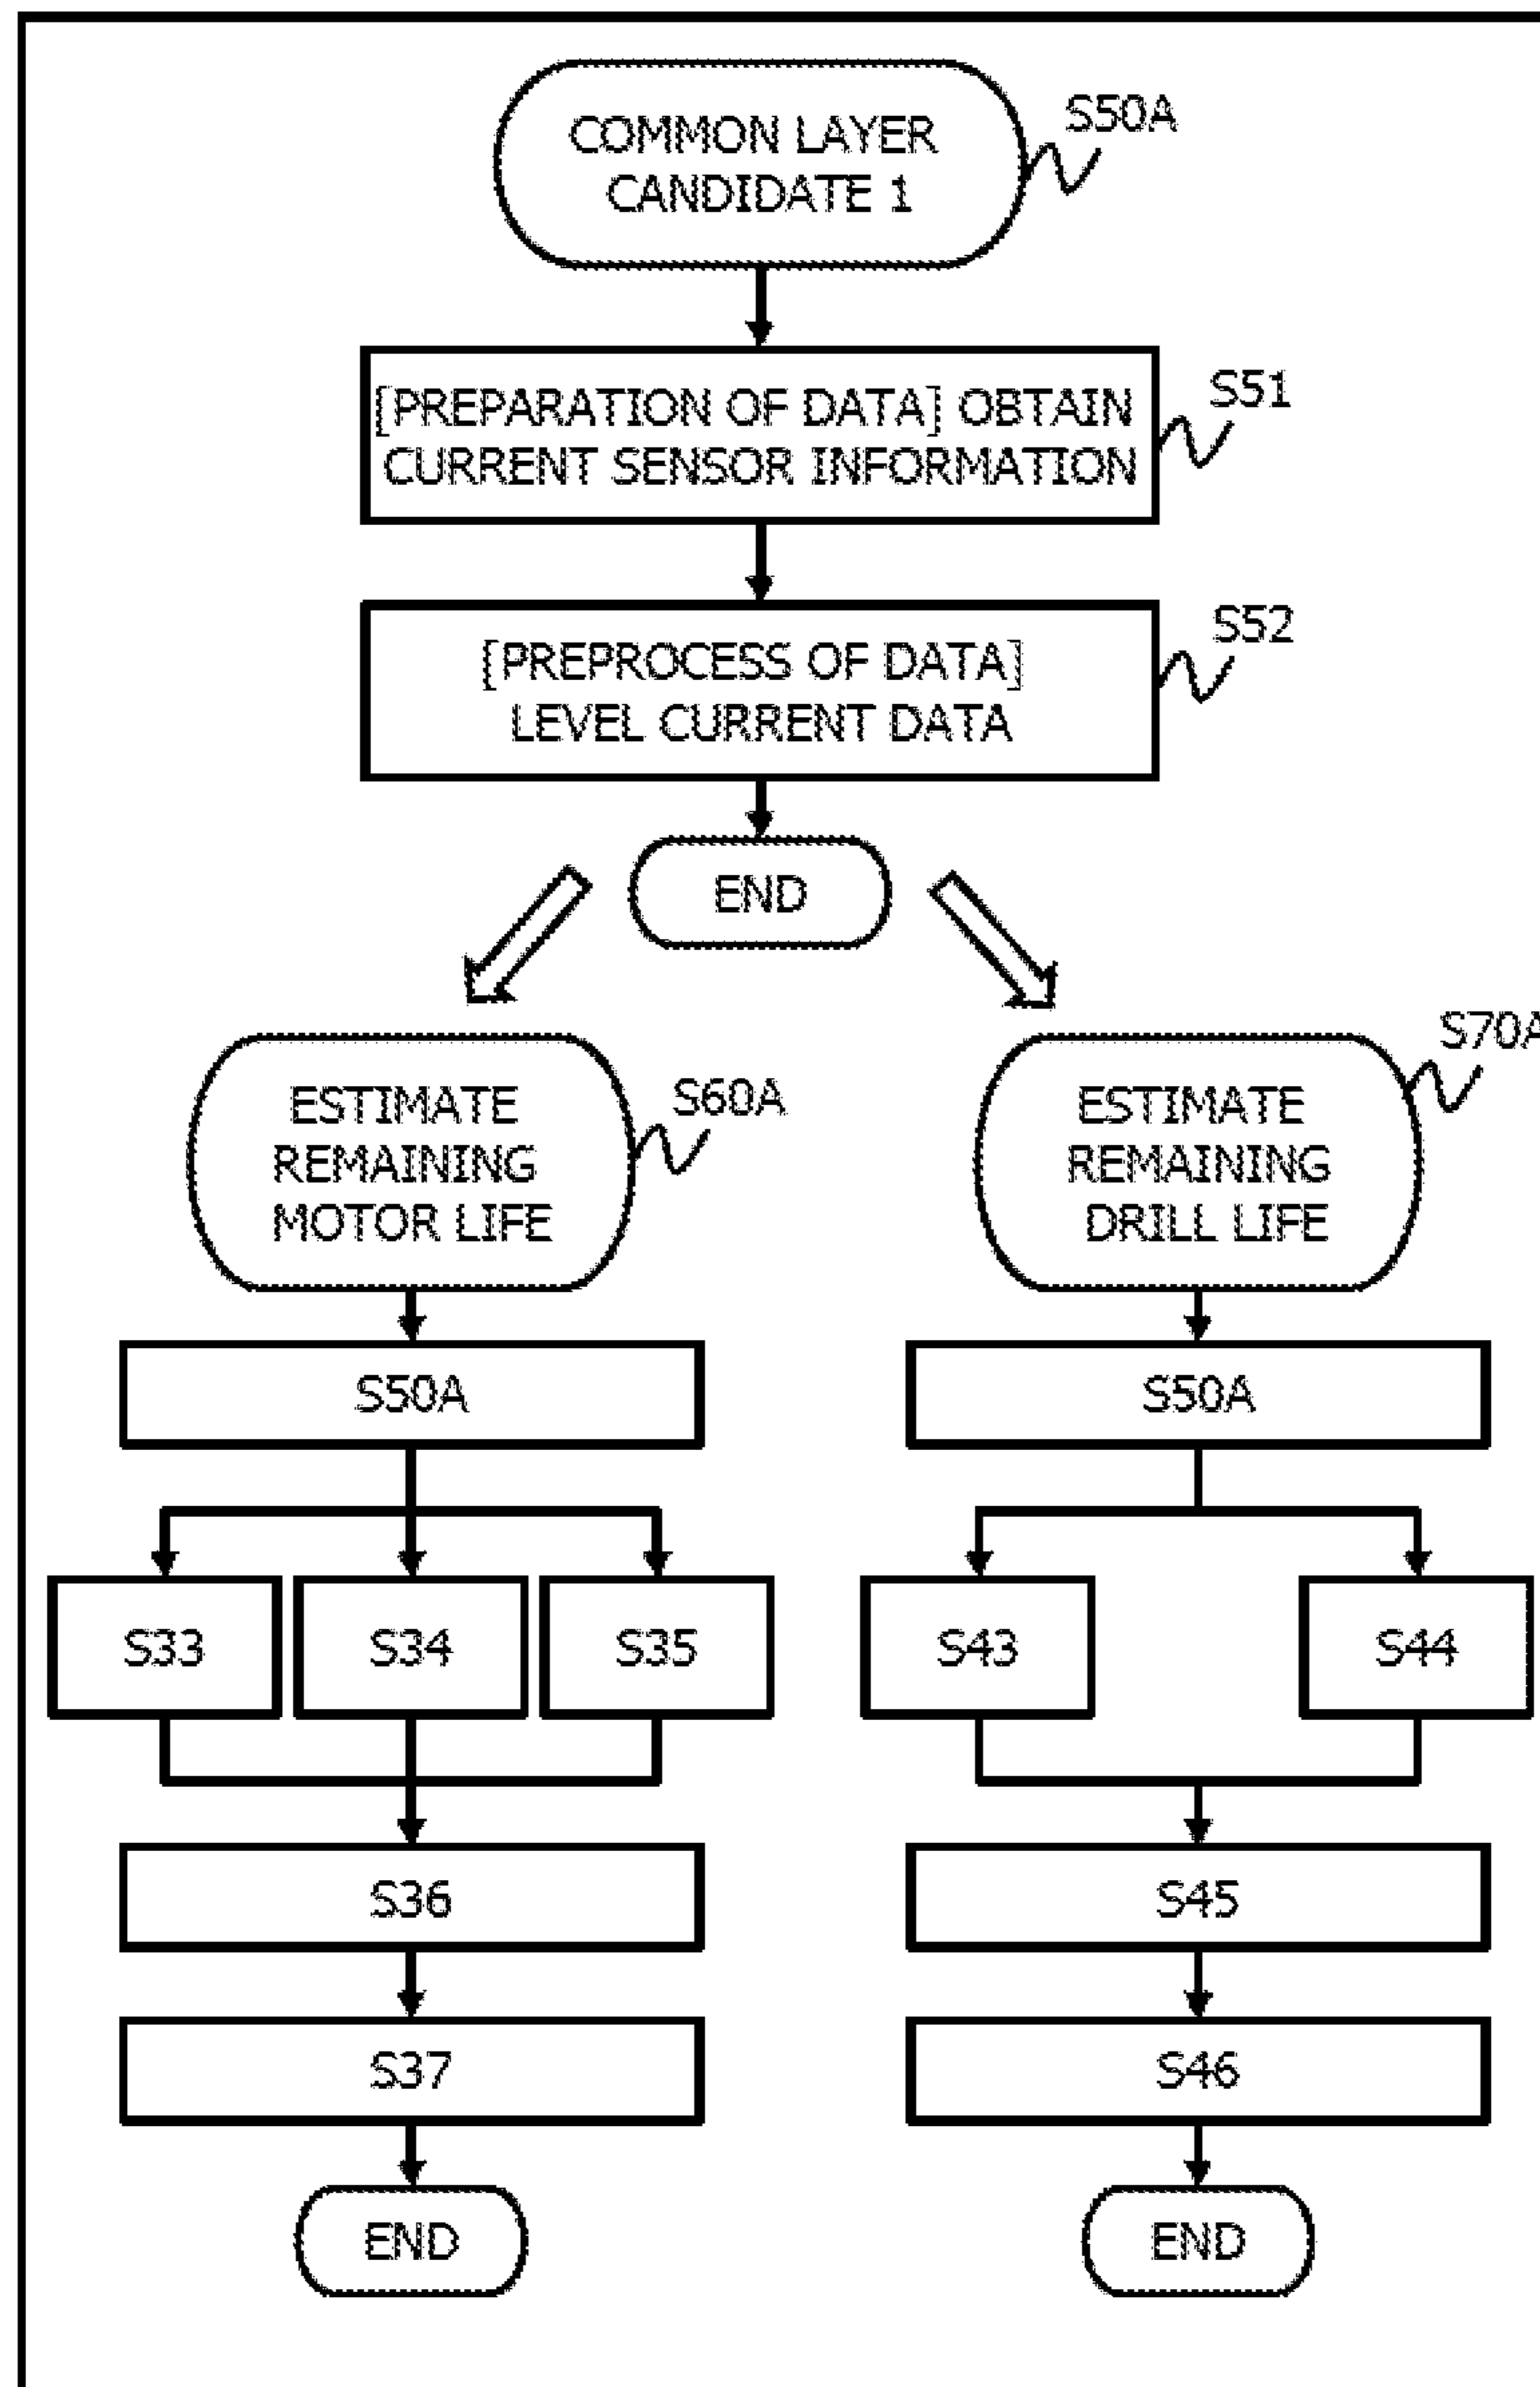 COMMON LAYER
CANDIDATE 1
S50A
[PREPARATION OF DATA] OBTAIN
CURRENT SENSOR INFORMATION
S51
[PREPROCESS OF DATA]
LEVEL CURRENT DATA
S52
END
ESTIMATE
REMAINING
MOTOR LIFE
S60A
S50A
S33
S34
S35
S36
S37
END
ESTIMATE
REMAINING
DRILL LIFE
S70A
S50A
S43
S44
S45
S46
END